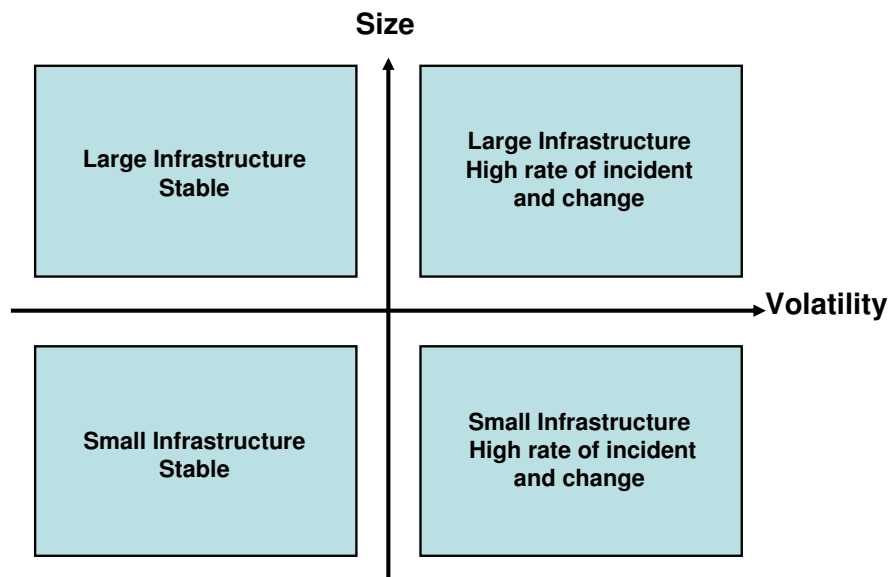 Size
Large Infrastructure
Stable
Large Infrastructure
High rate of incident
and change
Volatility
Small Infrastructure
Stable
Small Infrastructure
High rate of incident
and change